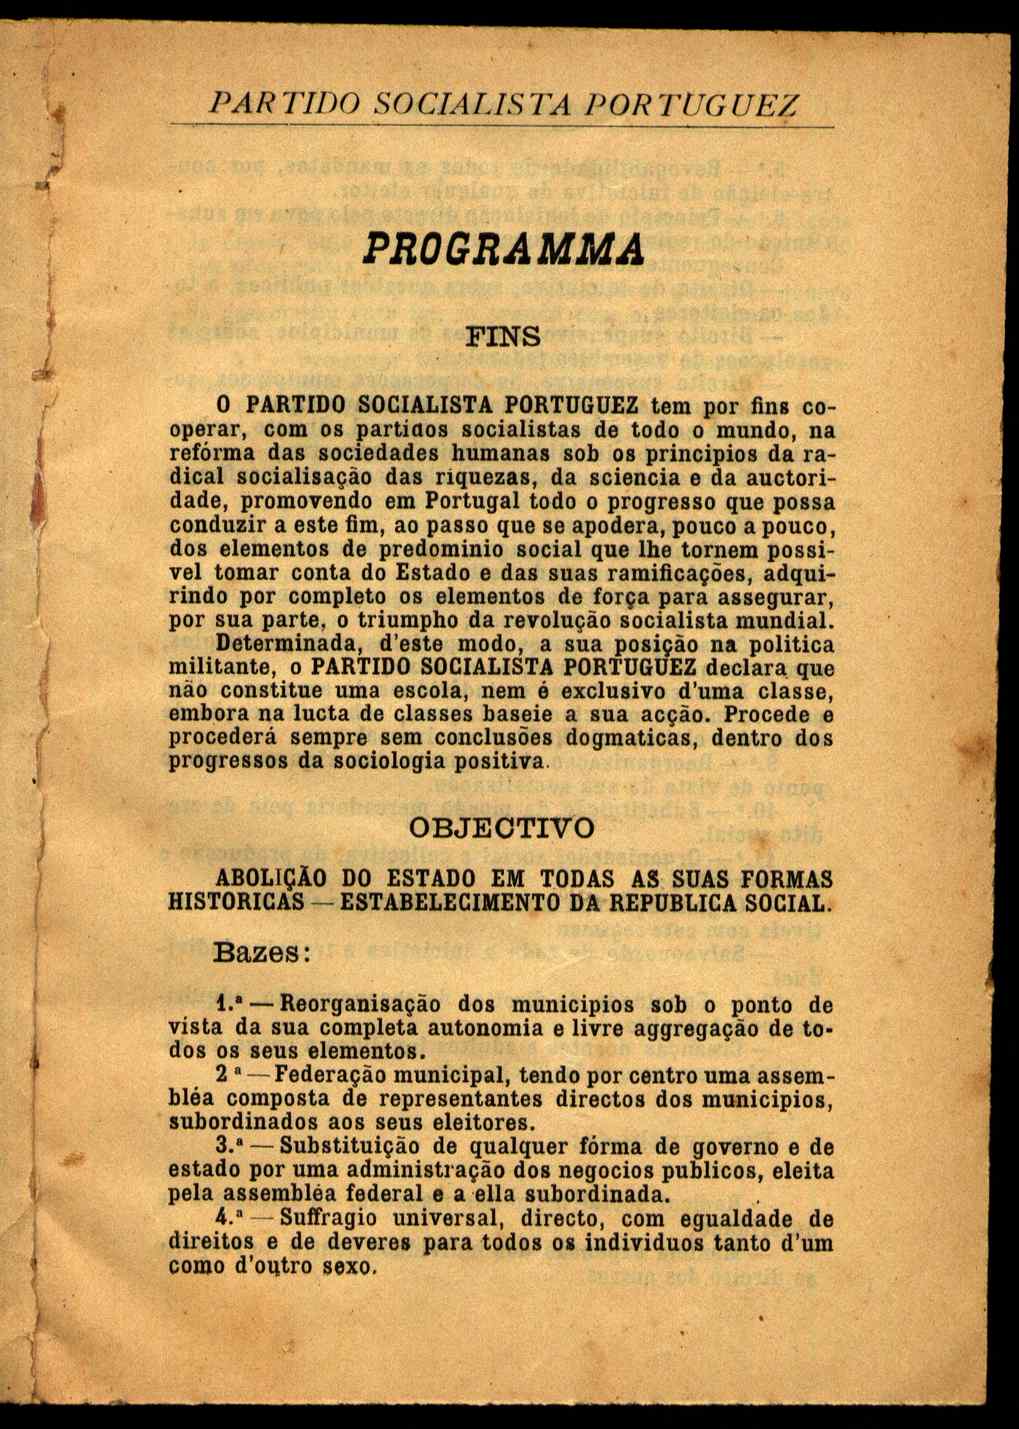 PARTIDO SOCIALISTA PORTUGUEZ
PROGRAMMA
FINS
O PARTIDO SOCIALISTA PORTUGUEZ tem por fins co-
operar, com os partidos socialistas de todo o mundo, na
refórma das sociedades humanas sob os principios da ra-
dical socialisação das riquezas, da sciencia e da auctori-
dade, promovendo em Portugal todo o progresso que possa
conduzir a este fim, ao passo que se apodera, pouco a pouco,
dos elementos de predominio social que lhe tornem possi-
vel tomar conta do Estado e das suas ramificações, adqui-
rindo por completo os elementos de força para assegurar,
por sua parte, o triumpho da revolução socialista mundial.
Determinada, d'este modo, a sua posição na politica
militante, o PARTIDO SOCIALISTA PORTUGUEZ declara que
não constitue uma escola, nem é exclusivo d'uma classe,
embora na lucta de classes baseie a sua acção. Procede e
procederá sempre sem conclusões dogmaticas, dentro dos
progressos da sociologia positiva.
OBJECTIVO
ABOLIÇÃO DO ESTADO EM TODAS AS SUAS FORMAS
HISTORICAS — ESTABELECIMENTO DA REPUBLICA SOCIAL.
Bazes:
1.ª — Reorganisação dos municipios sob o ponto de
vista da sua completa autonomia e livre aggregação de to-
dos os seus elementos.
2 ª — Federação municipal, tendo por centro uma assem-
bléa composta de representantes directos dos municipios,
subordinados aos seus eleitores.
3.ª — Substituição de qualquer fórma de governo e de
estado por uma administração dos negocios publicos, eleita
pela assembléa federal e a ella subordinada.
4.ª — Suffragio universal, directo, com egualdade de
direitos e de deveres para todos os individuos tanto d'um
como d'outro sexo.